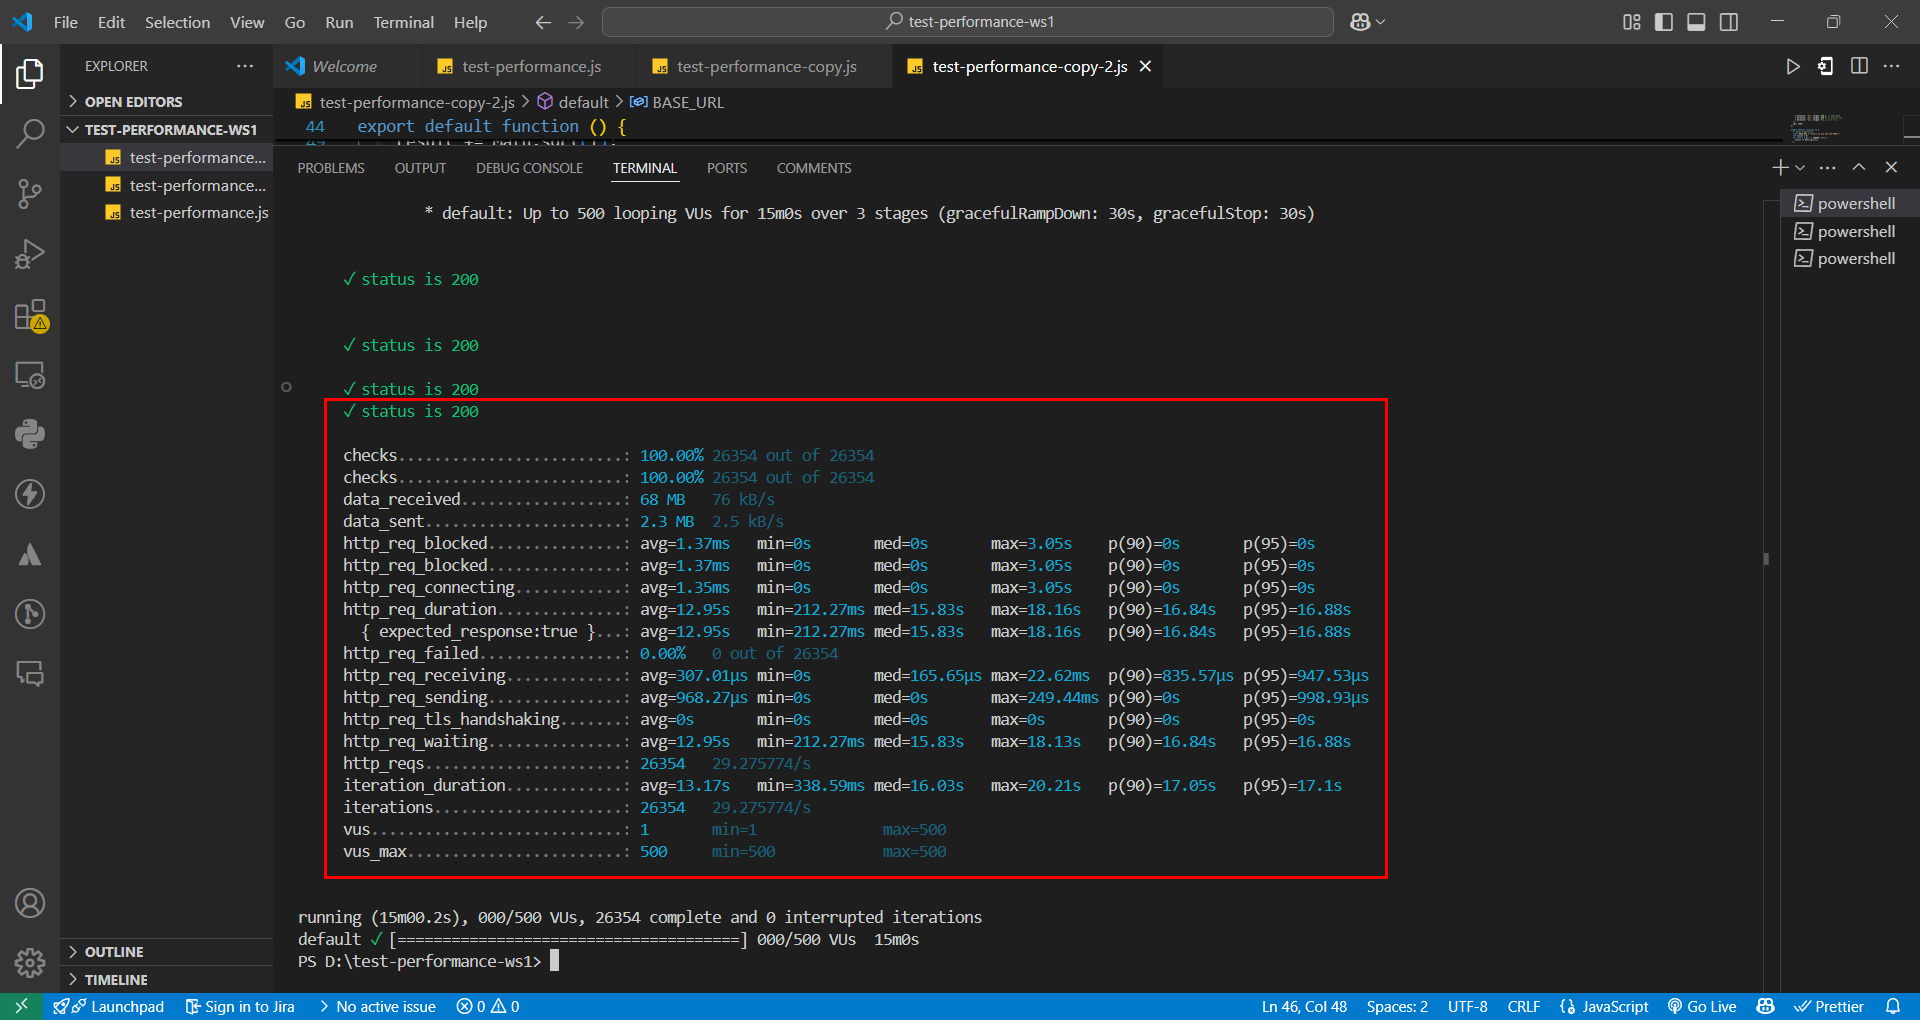 File Edit Selection View Go Run Terminal Help
test-performance-ws1
EXPLORER
OPEN EDITORS
TEST-PERFORMANCE-WS1
test-performance...
test-performance...
test-performance.js
OUTLINE
TIMELINE
Welcome test-performance.js test-performance-copy.js test-performance-copy-2.js
test-performance-copy-2.js > default > BASE_URL
44 export default function () {
PROBLEMS OUTPUT DEBUG CONSOLE TERMINAL PORTS COMMENTS
* default: Up to 500 looping VUs for 15m0s over 3 stages (gracefulRampDown: 30s, gracefulStop: 30s)
✓ status is 200
✓ status is 200
✓ status is 200
✓ status is 200
checks.........................: 100.00% 26354 out of 26354
checks.........................: 100.00% 26354 out of 26354
data_received..................: 68 MB 76 kB/s
data_sent......................: 2.3 MB 2.5 kB/s
http_req_blocked...............: avg=1.37ms min=0s med=0s max=3.05s p(90)=0s p(95)=0s
http_req_blocked...............: avg=1.37ms min=0s med=0s max=3.05s p(90)=0s p(95)=0s
http_req_connecting............: avg=1.35ms min=0s med=0s max=3.05s p(90)=0s p(95)=0s
http_req_duration..............: avg=12.95s min=212.27ms med=15.83s max=18.16s p(90)=16.84s p(95)=16.88s
{ expected_response:true }...: avg=12.95s min=212.27ms med=15.83s max=18.16s p(90)=16.84s p(95)=16.88s
http_req_failed................: 0.00% 0 out of 26354
http_req_receiving.............: avg=307.01µs min=0s med=165.65µs max=22.62ms p(90)=835.57µs p(95)=947.53µs
http_req_sending...............: avg=968.27µs min=0s med=0s max=249.44ms p(90)=0s p(95)=998.93µs
http_req_tls_handshaking.......: avg=0s min=0s med=0s max=0s p(90)=0s p(95)=0s
http_req_waiting...............: avg=12.95s min=212.27ms med=15.83s max=18.13s p(90)=16.84s p(95)=16.88s
http_reqs......................: 26354 29.275774/s
iteration_duration.............: avg=13.17s min=338.59ms med=16.03s max=20.21s p(90)=17.05s p(95)=17.1s
iterations.....................: 26354 29.275774/s
vus............................: 1 min=1 max=500
vus_max........................: 500 min=500 max=500
running (15m00.2s), 000/500 VUs, 26354 complete and 0 interrupted iterations
default ✓ [======================================] 000/500 VUs 15m0s
PS D:\test-performance-ws1>
powershell
powershell
powershell
Launchpad Sign in to Jira > No active issue 0 0 Ln 46, Col 48 Spaces: 2 UTF-8 CRLF {} JavaScript Go Live Prettier